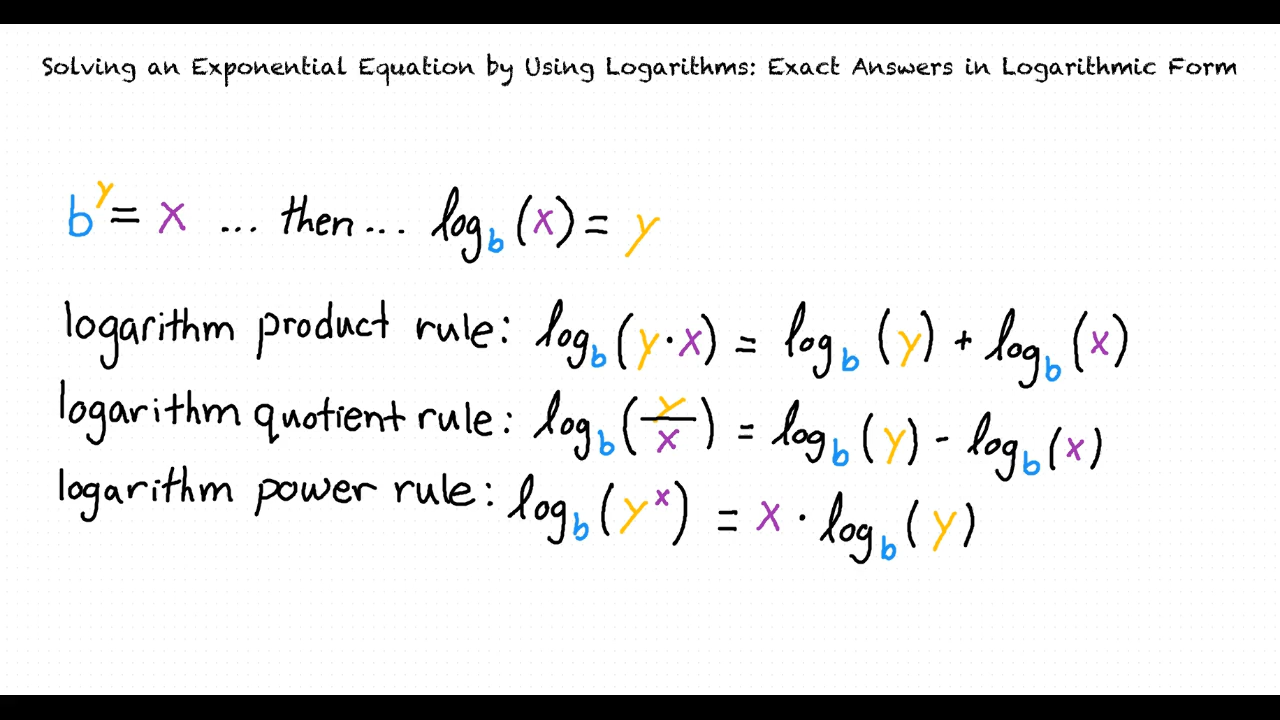 Solving an Exponential Equation by Using Logarithms: Exact Answers in Logarithmic Form
b^y = x ... then ... log_b (x) = y
logarithm product rule: log_b (y · x) = log_b (y) + log_b (x)
logarithm quotient rule: log_b (y/x) = log_b (y) - log_b (x)
logarithm power rule: log_b (y^x) = x · log_b (y)